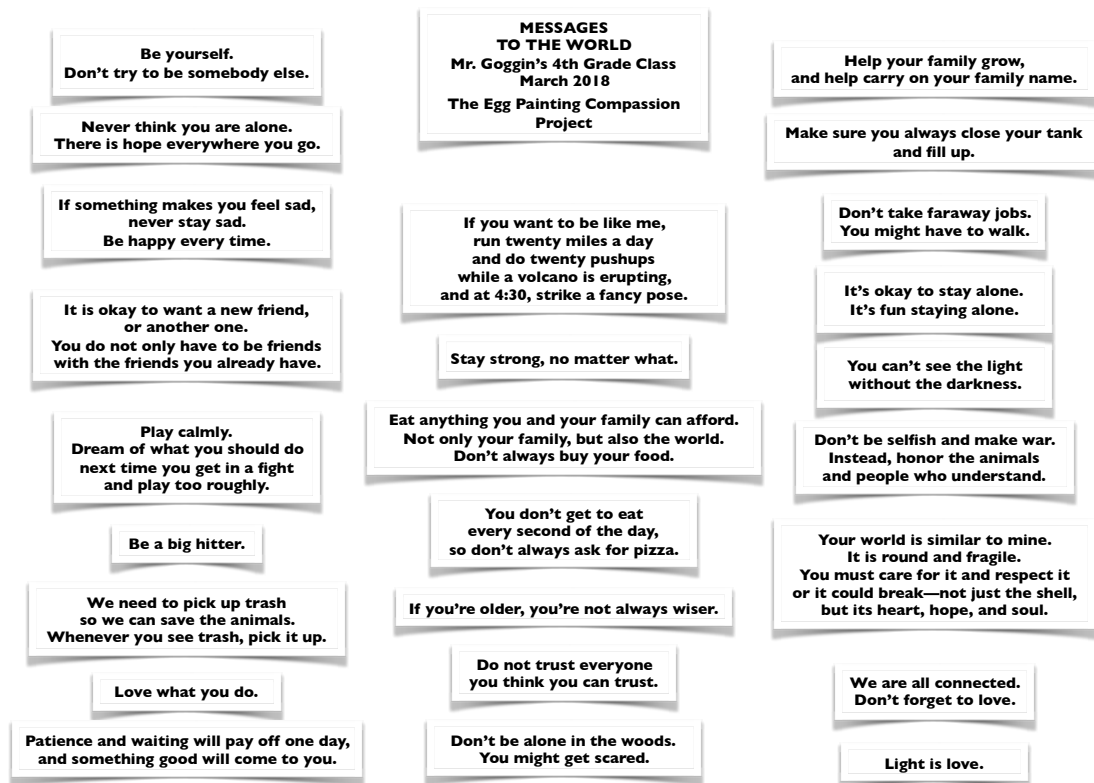 Be yourself.
Don’t try to be somebody else.
Never think you are alone.
There is hope everywhere you go.
If something makes you feel sad,
never stay sad.
Be happy every time.
It is okay to want a new friend,
or another one.
You do not only have to be friends
with the friends you already have.
Play calmly.
Dream of what you should do
next time you get in a fight
and play too roughly.
Be a big hitter.
We need to pick up trash
so we can save the animals.
Whenever you see trash, pick it up.
Love what you do.
Patience and waiting will pay off one day,
and something good will come to you.
MESSAGES
TO THE WORLD
Mr. Goggin’s 4th Grade Class
March 2018
The Egg Painting Compassion
Project
If you want to be like me,
run twenty miles a day
and do twenty pushups
while a volcano is erupting,
and at 4:30, strike a fancy pose.
Stay strong, no matter what.
Eat anything you and your family can afford.
Not only your family, but also the world.
Don’t always buy your food.
You don’t get to eat
every second of the day,
so don’t always ask for pizza.
If you’re older, you’re not always wiser.
Do not trust everyone
you think you can trust.
Don’t be alone in the woods.
You might get scared.
Help your family grow,
and help carry on your family name.
Make sure you always close your tank
and fill up.
Don’t take faraway jobs.
You might have to walk.
It’s okay to stay alone.
It’s fun staying alone.
You can’t see the light
without the darkness.
Don’t be selfish and make war.
Instead, honor the animals
and people who understand.
Your world is similar to mine.
It is round and fragile.
You must care for it and respect it
or it could break—not just the shell,
but its heart, hope, and soul.
We are all connected.
Don’t forget to love.
Light is love.